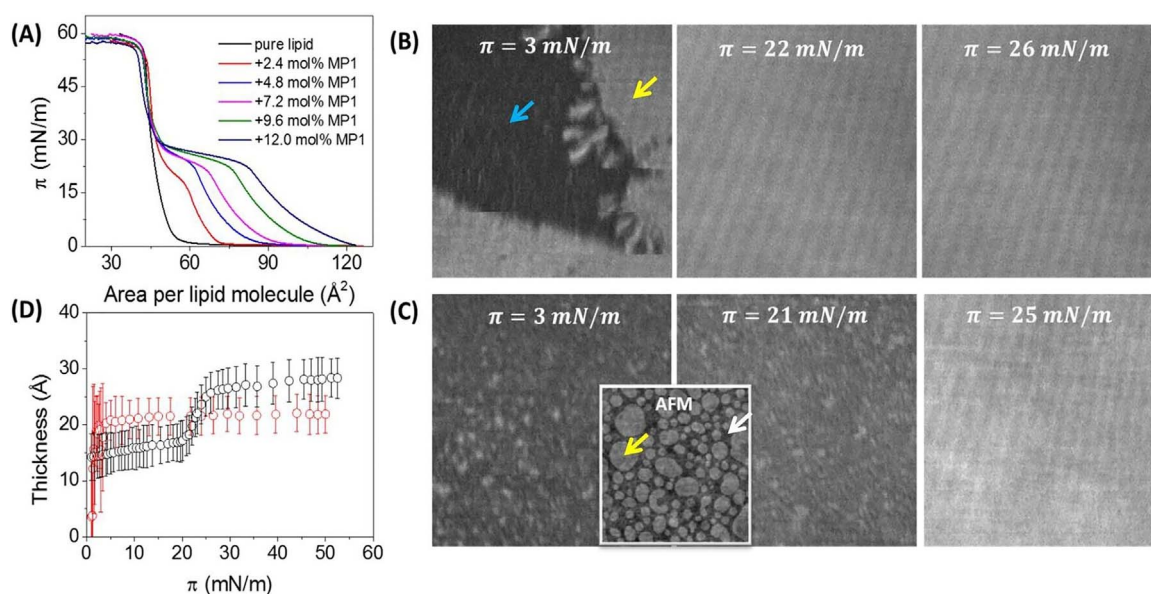 (A)
60
45
30
15
0
π (mN/m)
pure lipid
+2.4 mol% MP1
+4.8 mol% MP1
+7.2 mol% MP1
+9.6 mol% MP1
+12.0 mol% MP1
30 60 90 120
Area per lipid molecule (Å²)
(B)
π = 3 mN/m
π = 22 mN/m
π = 26 mN/m
(D)
40
30
20
10
0
Thickness (Å)
0 10 20 30 40 50 60
π (mN/m)
(C)
π = 3 mN/m
π = 21 mN/m
π = 25 mN/m
AFM